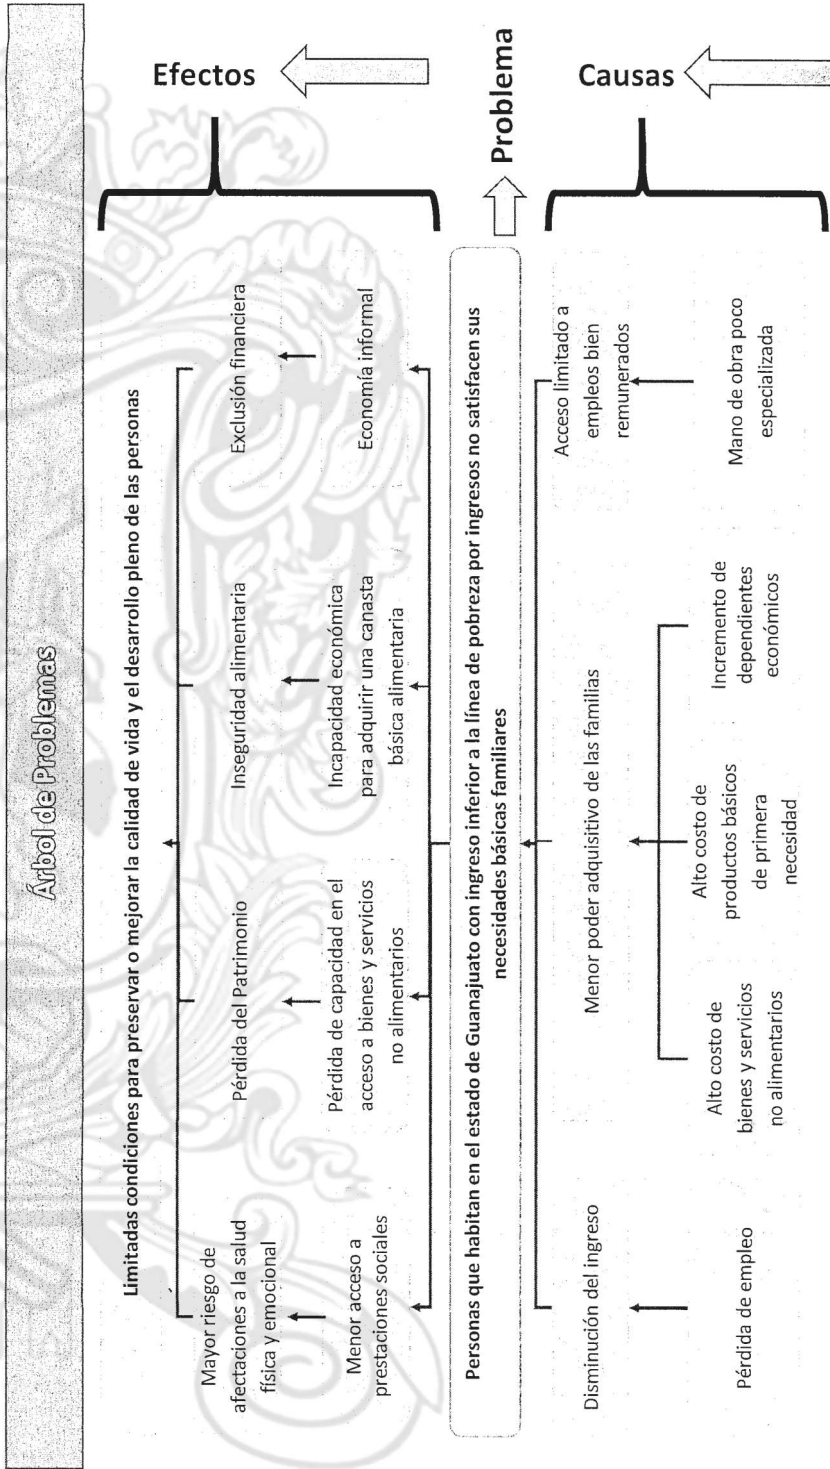 Árbol de Problemas
Limitadas condiciones para preservar o mejorar la calidad de vida y el desarrollo pleno de las personas
Mayor riesgo de
afectaciones a la salud
física y emocional
Pérdida del Patrimonio
Inseguridad alimentaria
Exclusión financiera
Efectos
Menor acceso a
prestaciones sociales
Pérdida de capacidad en el
acceso a bienes y servicios
no alimentarios
Incapacidad económica
para adquirir una canasta
básica alimentaria
Economía informal
Personas que habitan en el estado de Guanajuato con ingreso inferior a la línea de pobreza por ingresos no satisfacen sus
necesidades básicas familiares
Problema
Disminución del ingreso
Menor poder adquisitivo de las familias
Acceso limitado a
empleos bien
remunerados
Causas
Pérdida de empleo
Alto costo de
bienes y servicios
no alimentarios
Alto costo de
productos básicos
de primera
necesidad
Incremento de
dependientes
económicos
Mano de obra poco
especializada